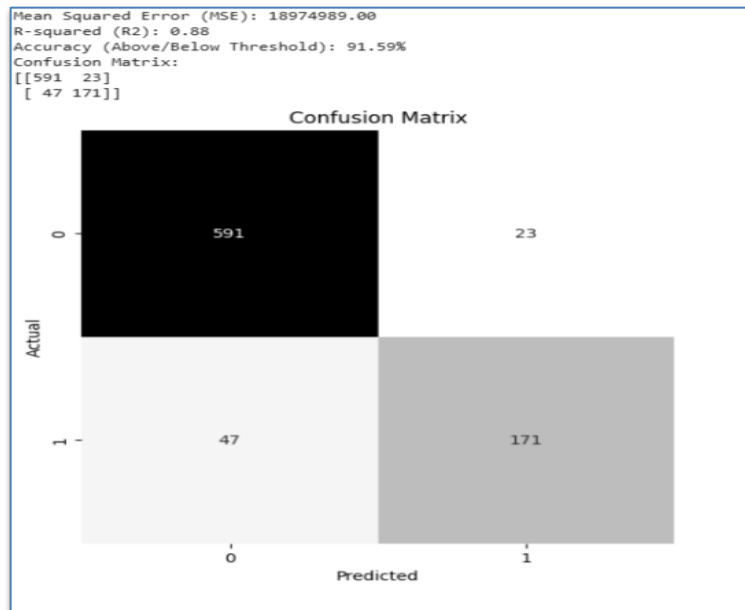 Mean Squared Error (MSE): 18974989.00
R-squared (R2): 0.88
Accuracy (Above/Below Threshold): 91.59%
Confusion Matrix:
[[591 23]
[ 47 171]]
Confusion Matrix
0
591
23
Actual
1
47
171
0
1
Predicted